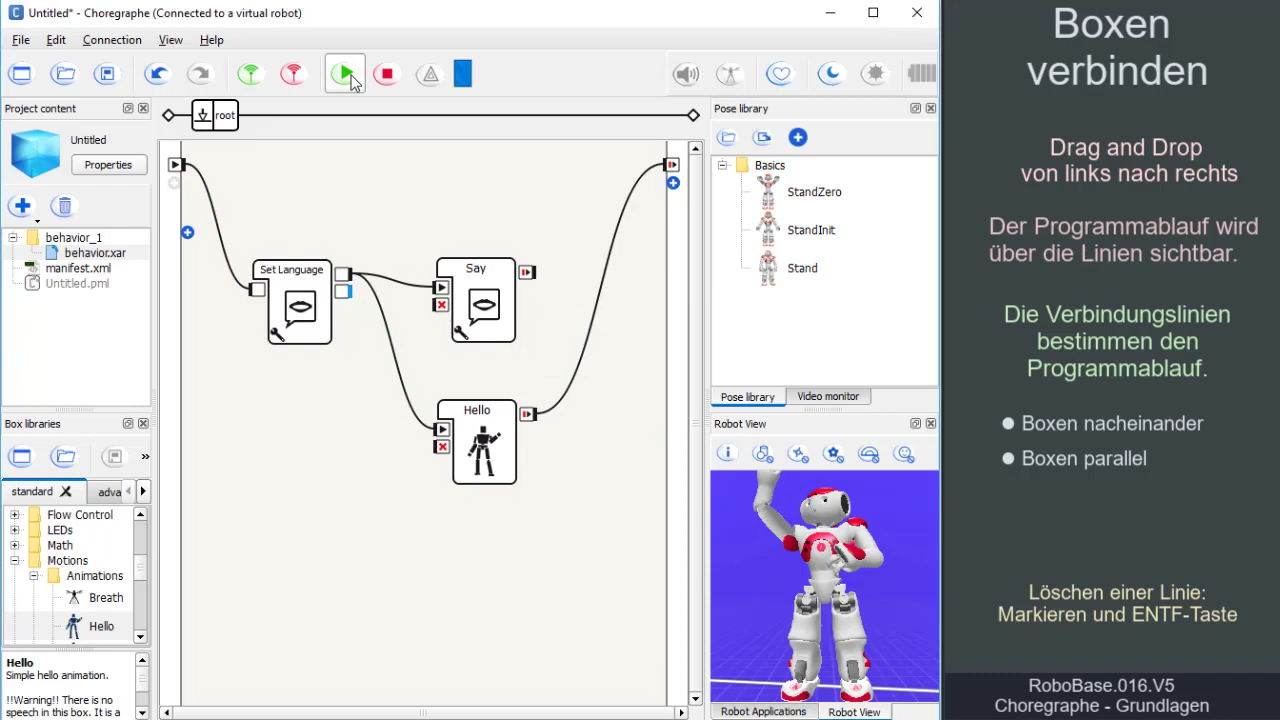 Untitled* - Choregraphe (Connected to a virtual robot)
File Edit Connection View Help
Project content
Untitled
Properties
behavior_1
behavior.xar
manifest.xml
Untitled.pml
Box libraries
»
standard
adva
Flow Control
LEDs
Math
Motions
Animations
Breath
Hello
Hello
Simple hello animation.
!!Warning!! There is
speech in this box. It is a
root
Set Language
Say
Hello
Pose library
Basics
StandZero
StandInit
Stand
Pose library
Video monitor
Robot View
Robot Applications
Robot View
Boxen
verbinden
Drag and Drop
von links nach rechts
Der Programmablauf wird
über die Linien sichtbar.
Die Verbindungslinien
bestimmen den
Programmablauf.
● Boxen nacheinander
● Boxen parallel
Löschen einer Linie:
Markieren und ENTF-Taste
RoboBase.016.V5
Choregraphe - Grundlagen